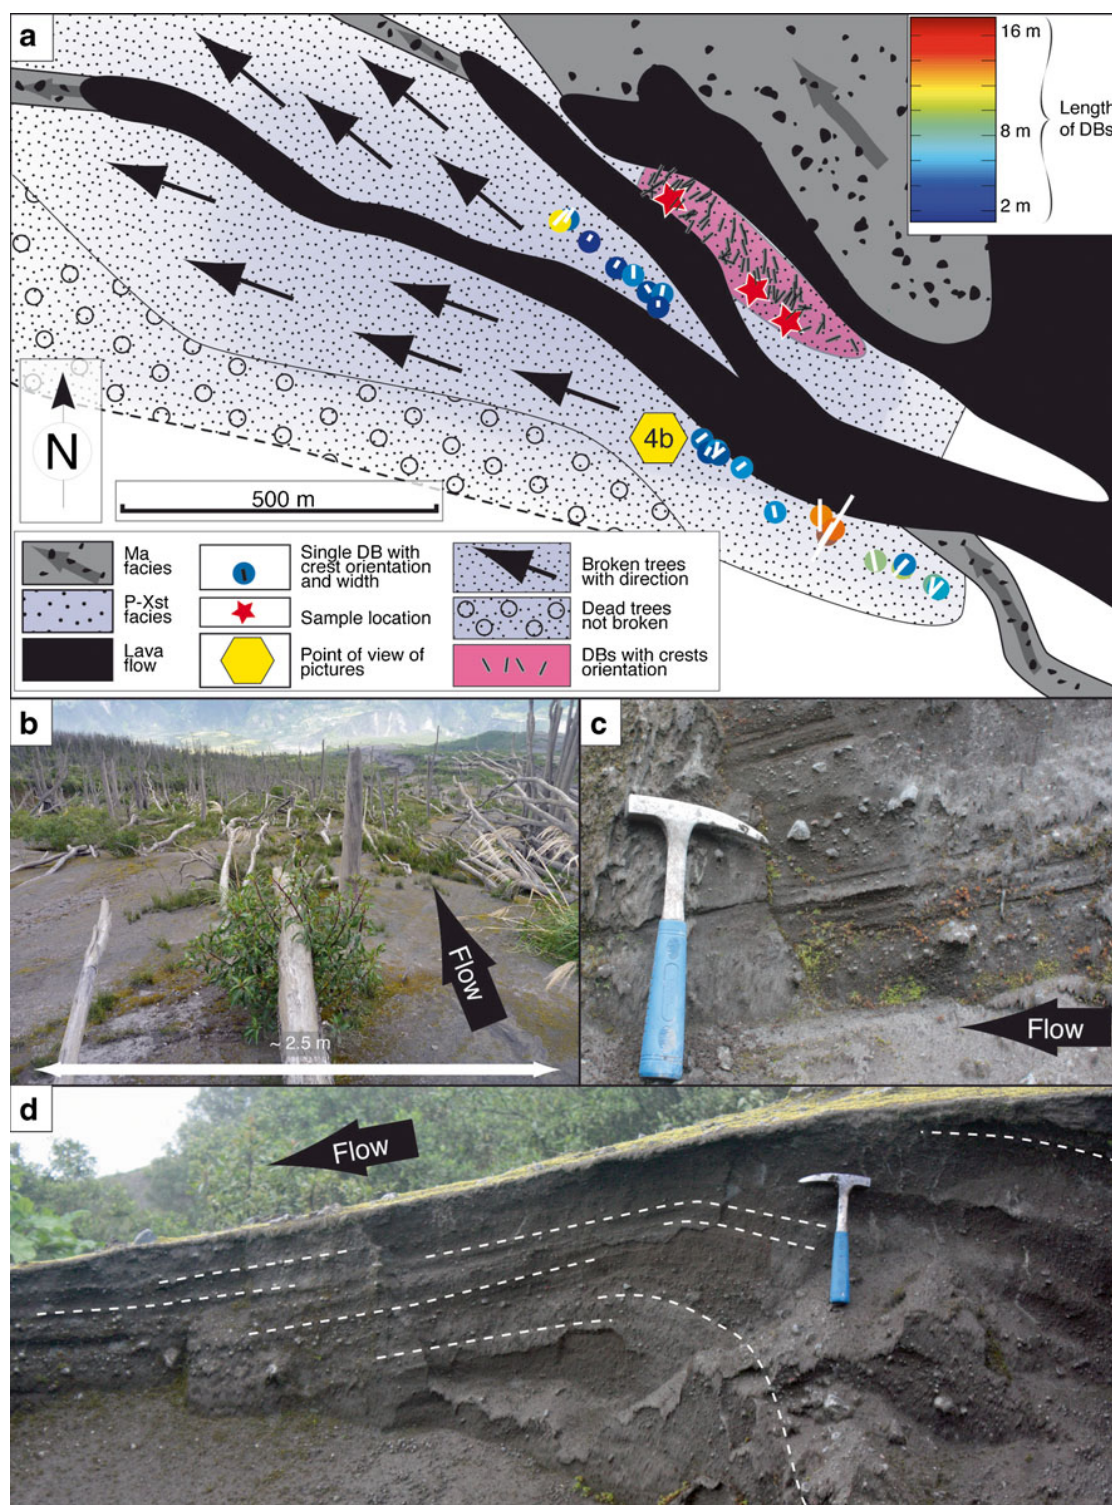 a
16 m
8 m
2 m
Length
of DBs
4b
N
500 m
Ma
facies
P-Xst
facies
Lava
flow
Single DB with
crest orientation
and width
Sample location
Point of view of
pictures
Broken trees
with direction
Dead trees
not broken
DBs with crests
orientation
b
Flow
~ 2.5 m
c
Flow
d
Flow